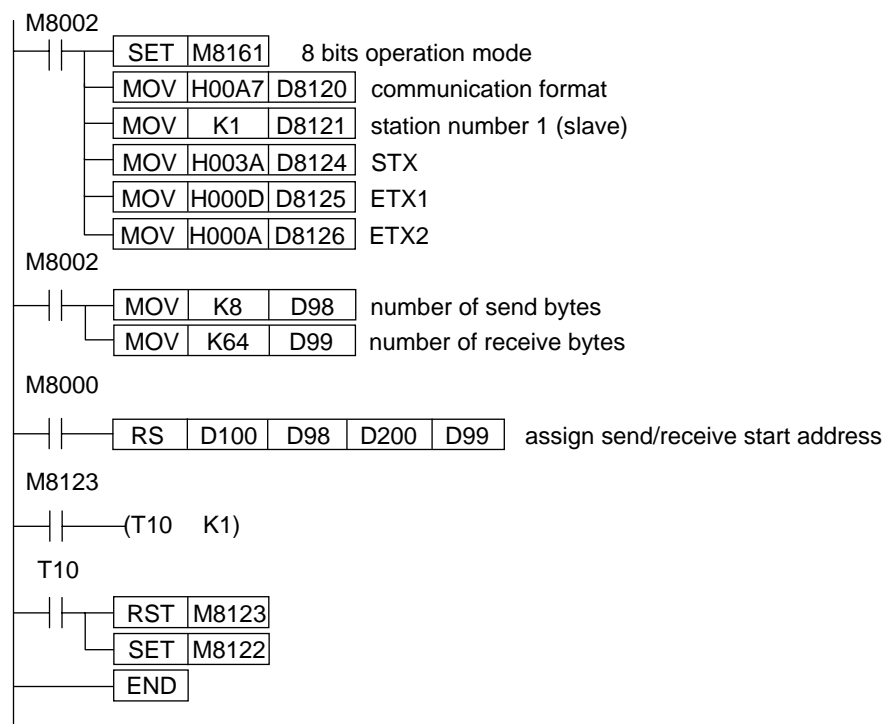 M8002
SET M8161 8 bits operation mode
MOV H00A7 D8120 communication format
MOV K1 D8121 station number 1 (slave)
MOV H003A D8124 STX
MOV H000D D8125 ETX1
MOV H000A D8126 ETX2
M8002
MOV K8 D98 number of send bytes
MOV K64 D99 number of receive bytes
M8000
RS D100 D98 D200 D99 assign send/receive start address
M8123
(T10 K1)
T10
RST M8123
SET M8122
END